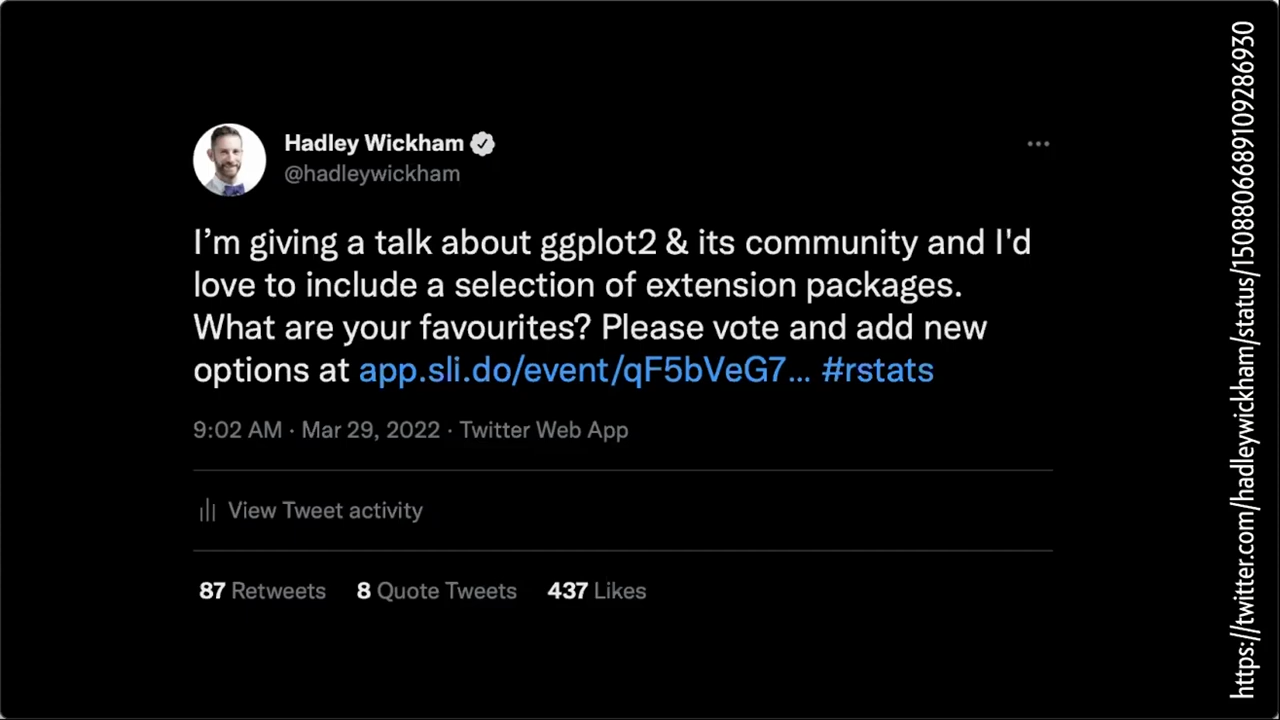 Hadley Wickham
@hadleywickham
I’m giving a talk about ggplot2 & its community and I'd
love to include a selection of extension packages.
What are your favourites? Please vote and add new
options at app.sli.do/event/qF5bVeG7... #rstats
9:02 AM · Mar 29, 2022 · Twitter Web App
View Tweet activity
87 Retweets 8 Quote Tweets 437 Likes
https://twitter.com/hadleywickham/status/1508806689109286930